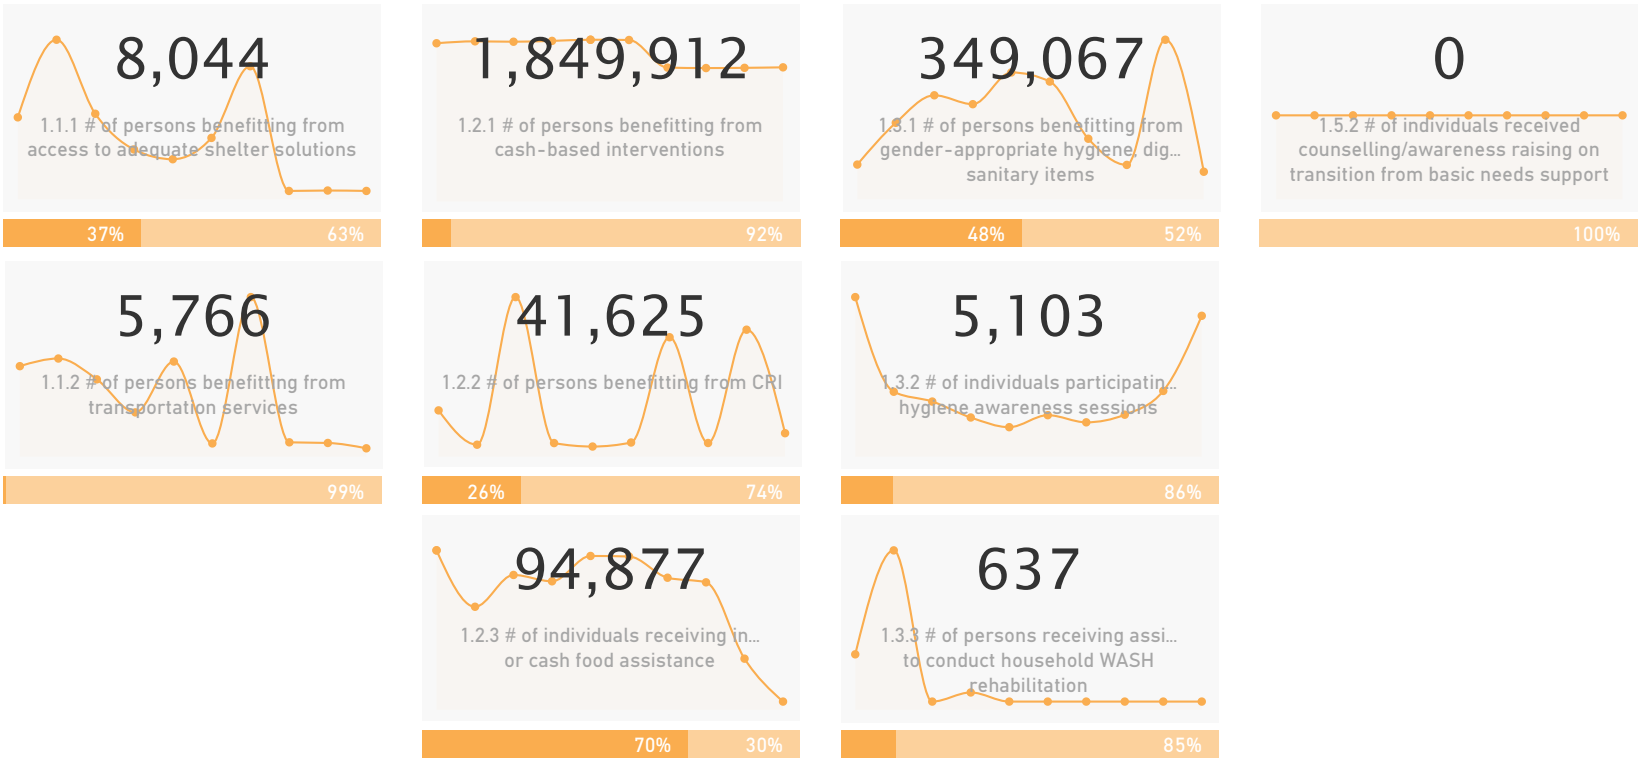 8,044
1.1.1 # of persons benefitting from
access to adequate shelter solutions
37% 63%
1,849,912
1.2.1 # of persons benefitting from
cash-based interventions
92%
349,067
1.3.1 # of persons benefitting from
gender-appropriate hygiene, dig...
sanitary items
48% 52%
0
1.5.2 # of individuals received
counselling/awareness raising on
transition from basic needs support
100%
5,766
1.1.2 # of persons benefitting from
transportation services
99%
41,625
1.2.2 # of persons benefitting from CRI
26% 74%
5,103
1.3.2 # of individuals participatin...
hygiene awareness sessions
86%
94,877
1.2.3 # of individuals receiving in...
or cash food assistance
70% 30%
637
1.3.3 # of persons receiving assi...
to conduct household WASH
rehabilitation
85%